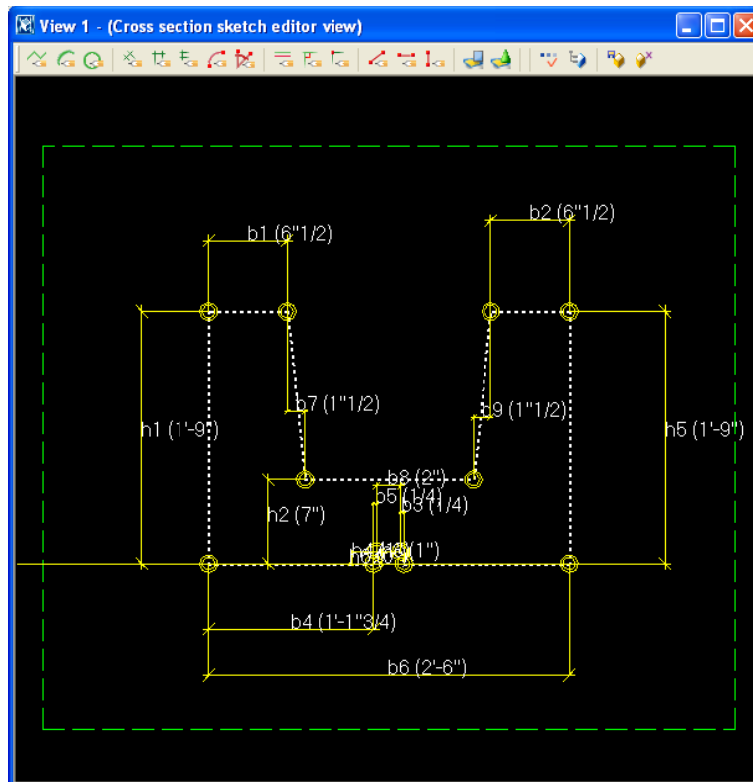 View 1 - (Cross section sketch editor view)
b2 (6"1/2)
b1 (6"1/2)
b7 (1"1/2)
b9 (1"1/2)
h1 (1'-9")
h5 (1'-9")
b8 (2")
b5 (1/4)
b3 (1/4)
h2 (7")
(1")
b4 (1'-1"3/4)
b6 (2'-6")